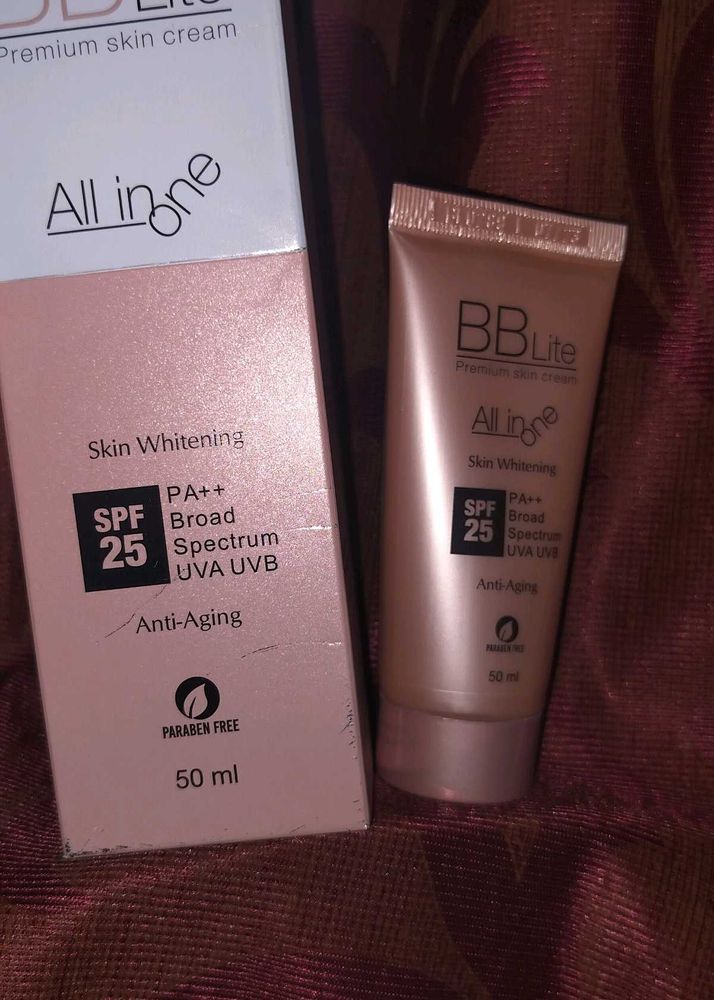 BB Lite
Premium skin cream
All in one
Skin Whitening
SPF
25
PA++
Broad
Spectrum
UVA UVB
Anti-Aging
PARABEN FREE
50 ml
BB Lite
Premium skin cream
All in one
Skin Whitening
SPF
25
PA++
Broad
Spectrum
UVA UVB
Anti-Aging
PARABEN FREE
50 ml